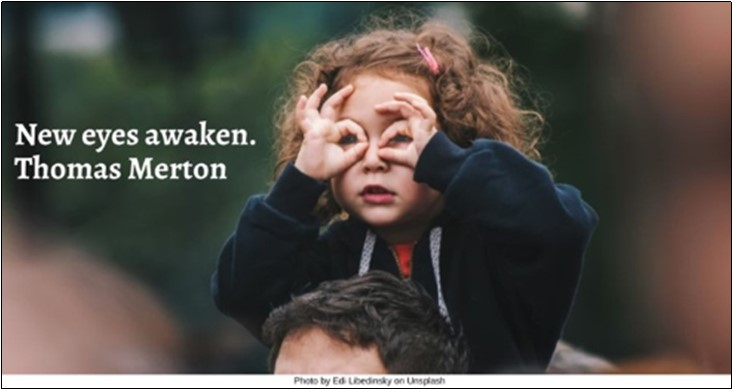 New eyes awaken.
Thomas Merton
Photo by Edi Libedinsky on Unsplash